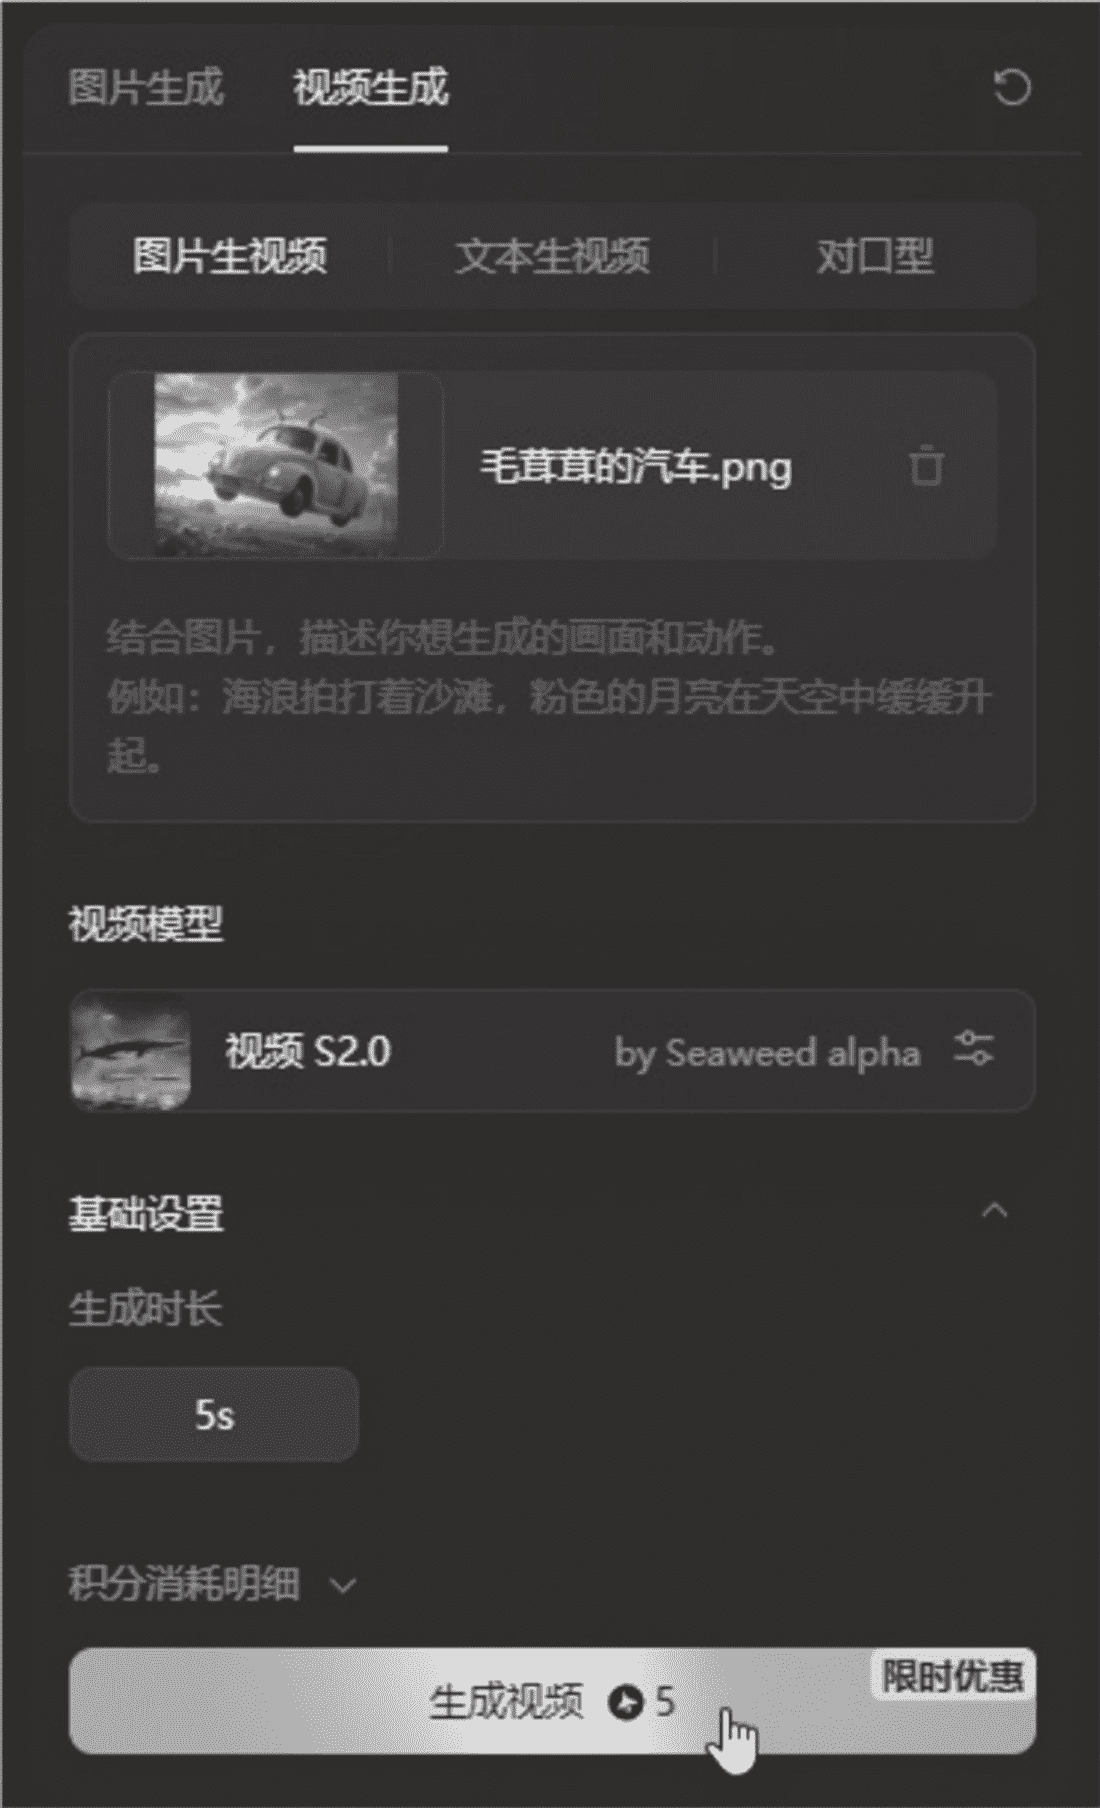 图片生成 视频生成
图片生视频 文本生视频 对口型
毛茸茸的汽车.png
结合图片，描述你想生成的画面和动作。
例如：海浪拍打着沙滩，粉色的月亮在天空中缓缓升
起。
视频模型
视频 S2.0 by Seaweed alpha
基础设置
生成时长
5s
积分消耗明细
限时优惠
生成视频 5